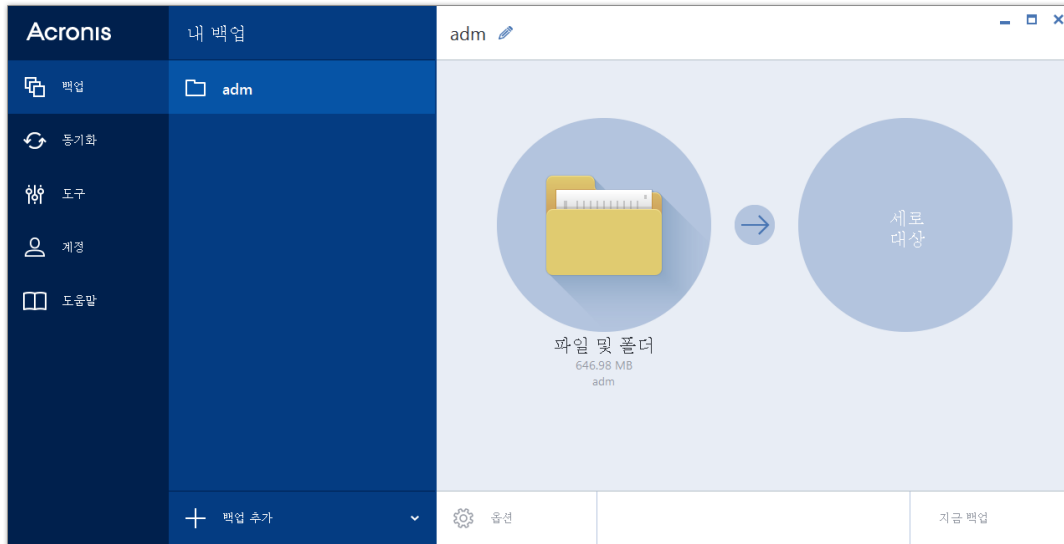 Acronis
백업
동기화
도구
계정
도움말
내 백업
adm
백업 추가
adm
파일 및 폴더
646.98 MB
adm
세로
대상
옵션
지금 백업